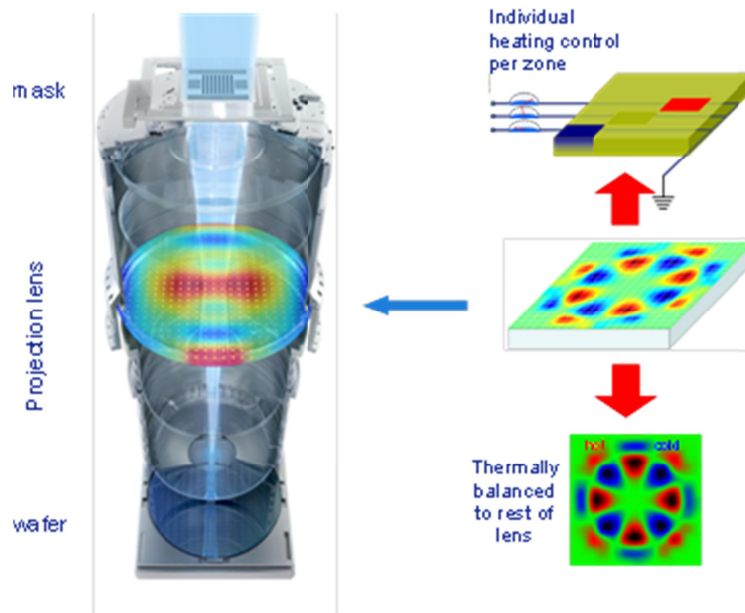 mask
Projection lens
wafer
Individual
heating control
per zone
hot cold
Thermally
balanced
to rest of
lens